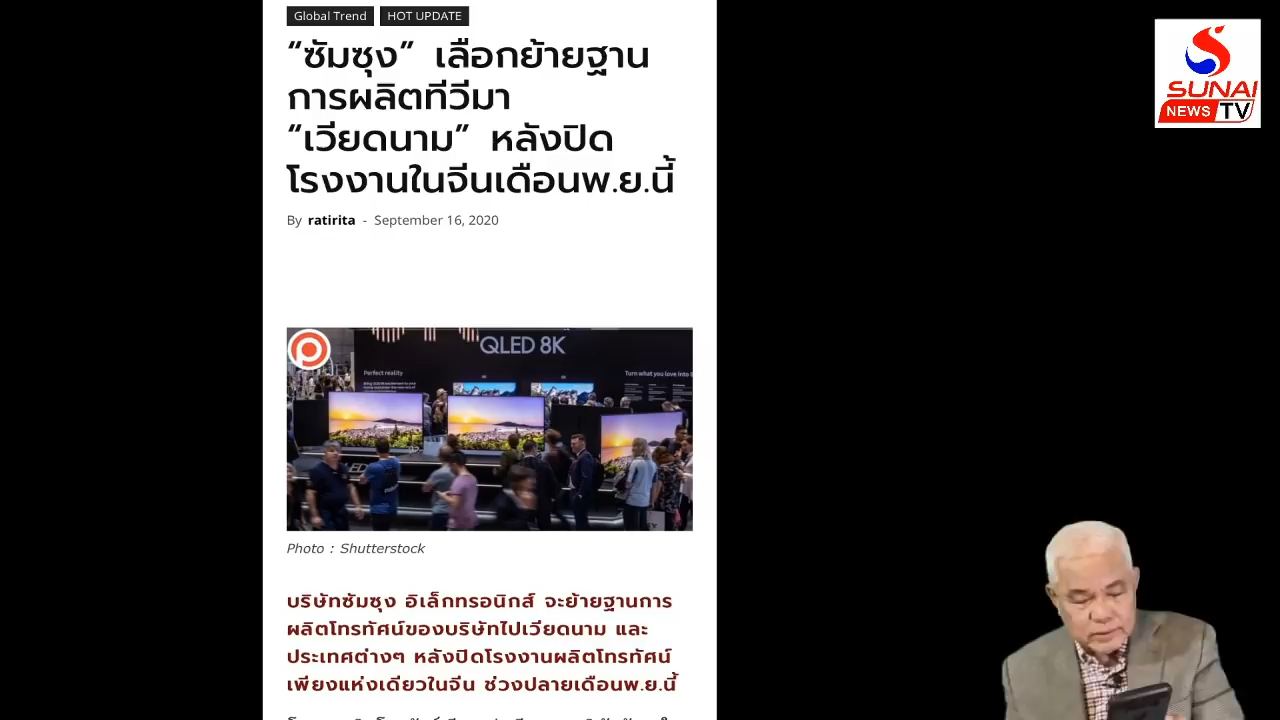 Global Trend HOT UPDATE
“ซัมซุง” เลือกย้ายฐาน
การผลิตทีวีมา
“เวียดนาม” หลังปิด
โรงงานในจีนเดือนพ.ย.นี้
By ratirita - September 16, 2020
SUNAI
NEWS TV
QLED 8K
Perfect reality
Turn what you love into
Photo : Shutterstock
บริษัทซัมซุง อิเล็กทรอนิกส์ จะย้ายฐานการ
ผลิตโทรทัศน์ของบริษัทไปเวียดนาม และ
ประเทศต่างๆ หลังปิดโรงงานผลิตโทรทัศน์
เพียงแห่งเดียวในจีน ช่วงปลายเดือนพ.ย.นี้